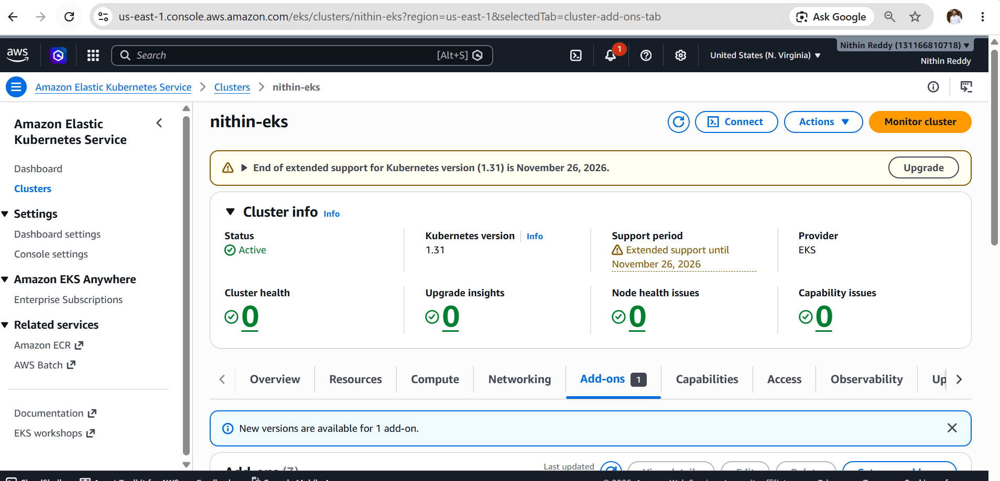 us-east-1.console.aws.amazon.com/eks/clusters/nithin-eks?region=us-east-1&selectedTab=cluster-add-ons-tab
Ask Google
aws
Search
[Alt+S]
1
United States (N. Virginia)
Nithin Reddy (131166810718)
Nithin Reddy
Amazon Elastic Kubernetes Service
Clusters
nithin-eks
Amazon Elastic
Kubernetes Service
Dashboard
Clusters
Settings
Dashboard settings
Console settings
Amazon EKS Anywhere
Enterprise Subscriptions
Related services
Amazon ECR
AWS Batch
Documentation
EKS workshops
nithin-eks
Connect
Actions
Monitor cluster
End of extended support for Kubernetes version (1.31) is November 26, 2026.
Upgrade
Cluster info Info
Status
Active
Kubernetes version Info
1.31
Support period
Extended support until
November 26, 2026
Provider
EKS
Cluster health
0
Upgrade insights
0
Node health issues
0
Capability issues
0
Overview
Resources
Compute
Networking
Add-ons 1
Capabilities
Access
Observability
Up
New versions are available for 1 add-on.
Last updated